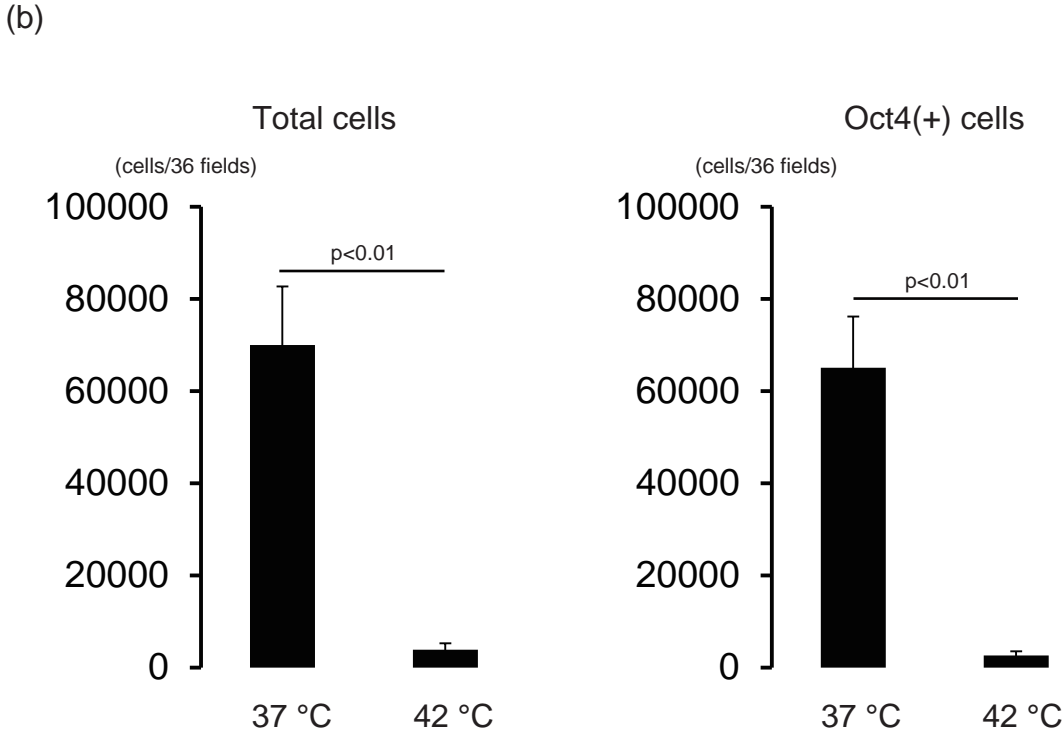 (b)
Total cells
(cells/36 fields)
100000
80000
60000
40000
20000
0
p<0.01
37 °C
42 °C
Oct4(+) cells
(cells/36 fields)
100000
80000
60000
40000
20000
0
p<0.01
37 °C
42 °C